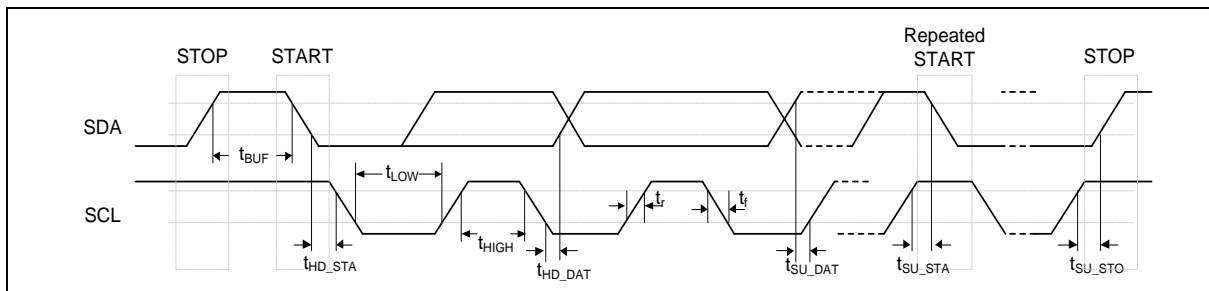 STOP
START
Repeated
START
STOP
SDA
tBUF
tLOW
SCL
tr
tf
tHIGH
tHD_STA
tHD_DAT
tSU_DAT
tSU_STA
tSU_STO